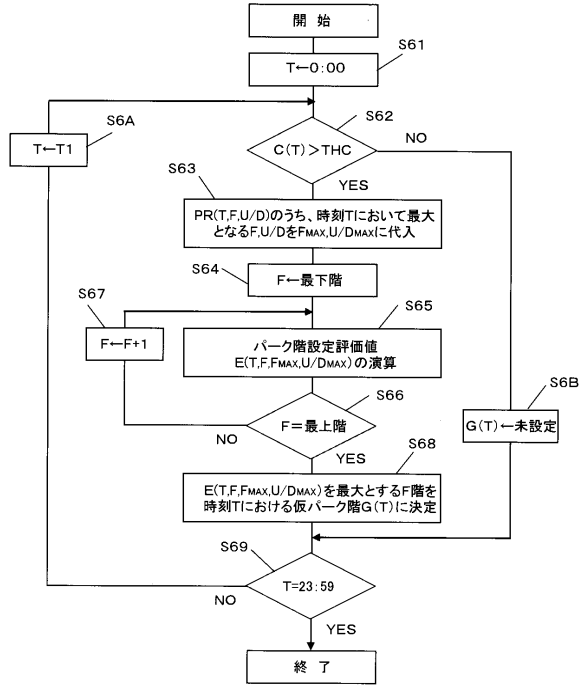 開 始
S61
T←0:00
S6A
T←T1
S62
C(T)>THC
NO
YES
S63
PR(T,F,U/D)のうち、時刻Tにおいて最大
となるF,U/DをFMAX,U/DMAXに代入
S64
F←最下階
S67
F←F+1
S65
パーク階設定評価値
E(T,F,FMAX,U/DMAX)の演算
S66
F=最上階
NO
YES
S6B
G(T)←未設定
S68
E(T,F,FMAX,U/DMAX)を最大とするF階を
時刻Tにおける仮パーク階G(T)に決定
S69
T=23:59
NO
YES
終 了